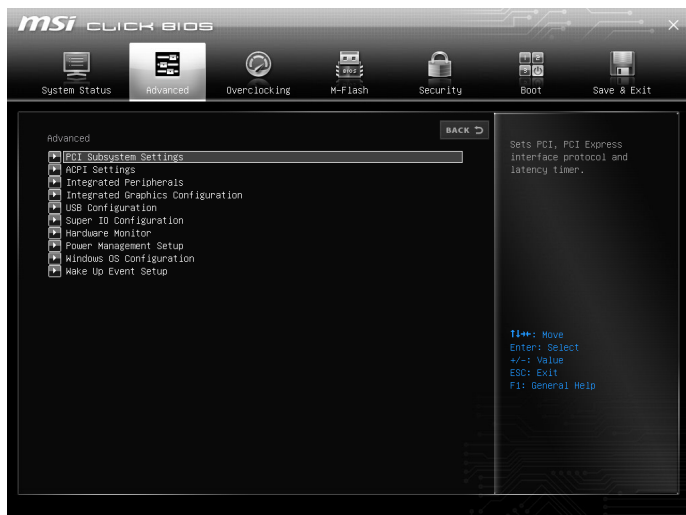 msi CLICK BIOS
System Status
Advanced
Overclocking
M-Flash
Security
Boot
Save & Exit
Advanced
BACK
PCI Subsystem Settings
ACPI Settings
Integrated Peripherals
Integrated Graphics Configuration
USB Configuration
Super IO Configuration
Hardware Monitor
Power Management Setup
Windows OS Configuration
Wake Up Event Setup
Sets PCI, PCI Express
interface protocol and
latency timer.
↑↓←→: Move
Enter: Select
+/-: Value
ESC: Exit
F1: General Help